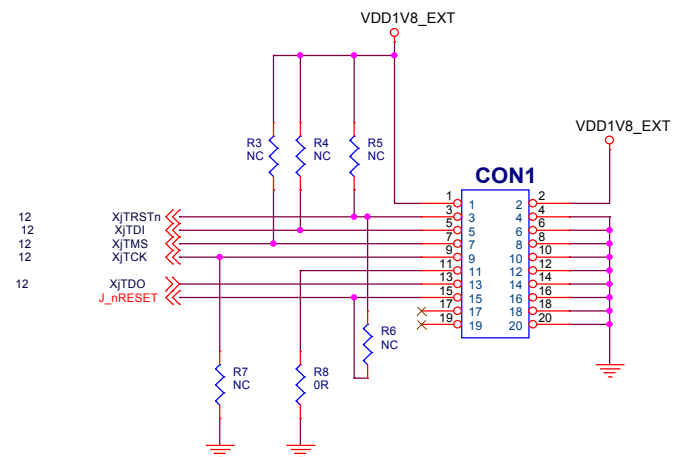 VDD1V8_EXT
VDD1V8_EXT
R3
NC
R4
NC
R5
NC
CON1
12 XjTRSTn
12 XjTDI
12 XjTMS
12 XjTCK
12 XjTDO
J_nRESET
1 1 2 2
3 3 4 4
5 5 6 6
7 7 8 8
9 9 10 10
11 11 12 12
13 13 14 14
15 15 16 16
17 17 18 18
19 19 20 20
R6
NC
R7
NC
R8
0R